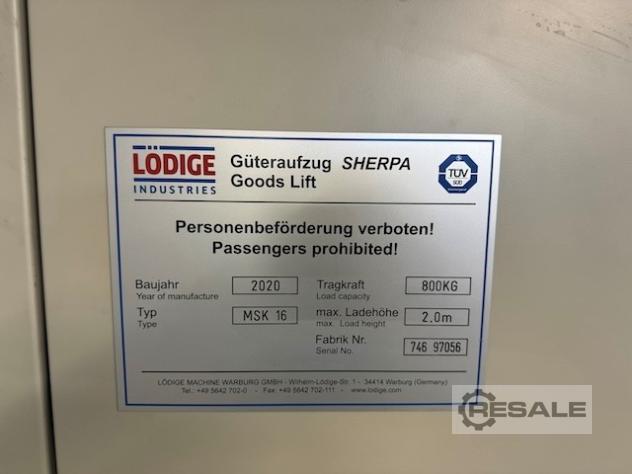 LÖDIGE
INDUSTRIES
Güteraufzug SHERPA
Goods Lift
TÜV
SÜD
Personenbeförderung verboten!
Passengers prohibited!
Baujahr 2020 Tragkraft 800KG
Year of manufacture Load capacity
Typ MSK 16 max. Ladehöhe 2.0m
Type max. Load height
Fabrik Nr. 746 97056
Serial No.
LÖDIGE MACHINE WARBURG GMBH - Wilhelm-Lödige-Str. 1 - 34414 Warburg (Germany)
Tel.: +49 5642 702-0 - Fax: +49 5642 702-111 - www.lodige.com
RESALE